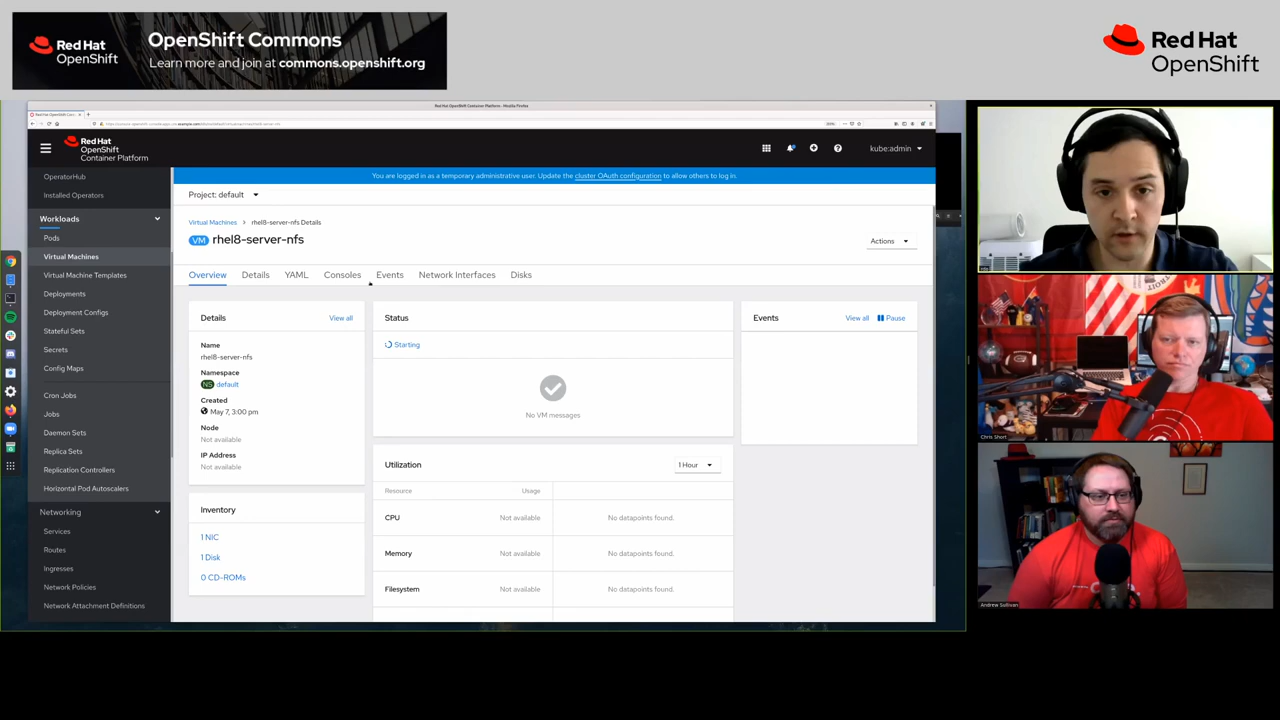 Red Hat
OpenShift
OpenShift Commons
Learn more and join at commons.openshift.org
Red Hat
OpenShift
Red Hat OpenShift Container Platform - Mozilla Firefox
Red Hat
OpenShift
Container Platform
kube:admin
You are logged in as a temporary administrative user. Update the cluster OAuth configuration to allow others to log in.
OperatorHub
Installed Operators
Workloads
Pods
Virtual Machines
Virtual Machine Templates
Deployments
Deployment Configs
Stateful Sets
Secrets
Config Maps
Cron Jobs
Jobs
Daemon Sets
Replica Sets
Replication Controllers
Horizontal Pod Autoscalers
Networking
Services
Routes
Ingresses
Network Policies
Network Attachment Definitions
Project: default
Virtual Machines > rhel8-server-nfs Details
VM rhel8-server-nfs
Actions
Overview Details YAML Consoles Events Network Interfaces Disks
Details View all
Name
rhel8-server-nfs
Namespace
NS default
Created
May 7, 3:00 pm
Node
Not available
IP Address
Not available
Inventory
1 NIC
1 Disk
0 CD-ROMs
Status
Starting
No VM messages
Utilization 1 Hour
Resource Usage
CPU Not available No datapoints found.
Memory Not available No datapoints found.
Filesystem Not available No datapoints found.
Events View all Pause
Chris Short
Andrew Sullivan